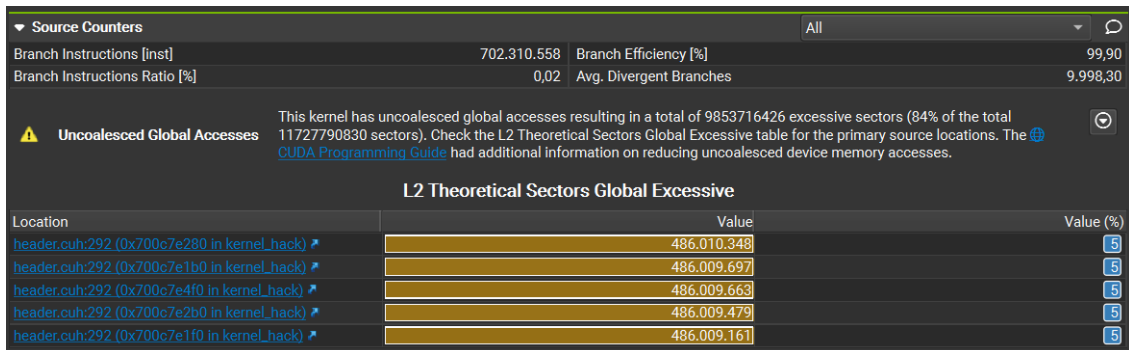 Source Counters All
Branch Instructions [inst] 702.310.558 Branch Efficiency [%] 99,90
Branch Instructions Ratio [%] 0,02 Avg. Divergent Branches 9.998,30
Uncoalesced Global Accesses
This kernel has uncoalesced global accesses resulting in a total of 9853716426 excessive sectors (84% of the total
11727790830 sectors). Check the L2 Theoretical Sectors Global Excessive table for the primary source locations. The
CUDA Programming Guide had additional information on reducing uncoalesced device memory accesses.
L2 Theoretical Sectors Global Excessive
Location Value Value (%)
header.cuh:292 (0x700c7e280 in kernel_hack) 486.010.348 5
header.cuh:292 (0x700c7e1b0 in kernel_hack) 486.009.697 5
header.cuh:292 (0x700c7e4f0 in kernel_hack) 486.009.663 5
header.cuh:292 (0x700c7e2b0 in kernel_hack) 486.009.479 5
header.cuh:292 (0x700c7e1f0 in kernel_hack) 486.009.161 5